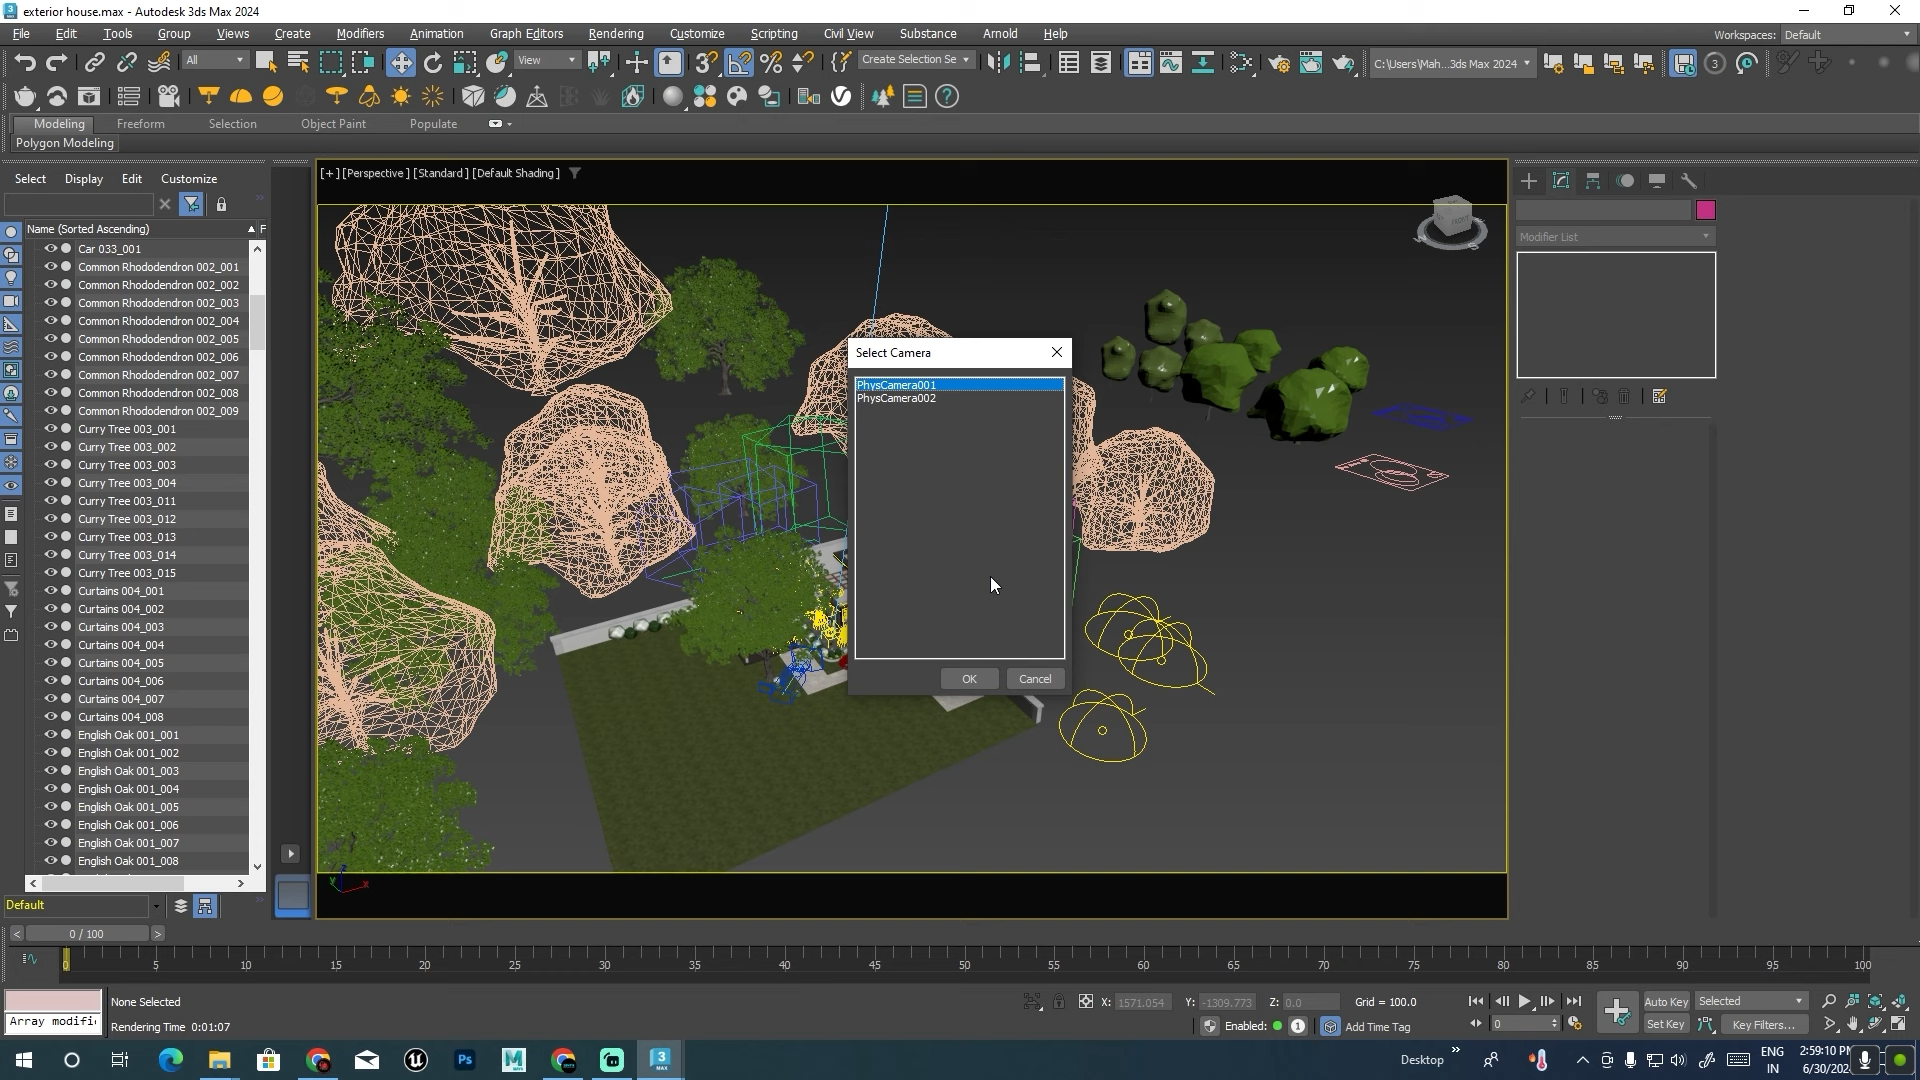 exterior house.max - Autodesk 3ds Max 2024
File Edit Tools Group Views Create Modifiers Animation Graph Editors Rendering Customize Scripting Civil View Substance Arnold Help
Workspaces: Default
All View Create Selection Se C:\Users\Mah...3ds Max 2024
Modeling Freeform Selection Object Paint Populate
Polygon Modeling
Select Display Edit Customize
[+] [Perspective ] [Standard ] [Default Shading ]
Name (Sorted Ascending) F
Modifier List
Car 033_001
Common Rhododendron 002_001
Common Rhododendron 002_002
Common Rhododendron 002_003
Common Rhododendron 002_004
Common Rhododendron 002_005
Common Rhododendron 002_006
Common Rhododendron 002_007
Common Rhododendron 002_008
Common Rhododendron 002_009
Curry Tree 003_001
Curry Tree 003_002
Curry Tree 003_003
Curry Tree 003_004
Curry Tree 003_011
Curry Tree 003_012
Curry Tree 003_013
Curry Tree 003_014
Curry Tree 003_015
Curtains 004_001
Curtains 004_002
Curtains 004_003
Curtains 004_004
Curtains 004_005
Curtains 004_006
Curtains 004_007
Curtains 004_008
English Oak 001_001
English Oak 001_002
English Oak 001_003
English Oak 001_004
English Oak 001_005
English Oak 001_006
English Oak 001_007
English Oak 001_008
Select Camera
PhysCamera001
PhysCamera002
OK Cancel
Default
0 / 100
0 5 10 15 20 25 30 35 40 45 50 55 60 65 70 75 80 85 90 95 100
None Selected
X: 1571.054 Y: -1309.773 Z: 0.0 Grid = 100.0
Auto Key Selected
Array modifi
Rendering Time 0:01:07
Enabled: 1 Add Time Tag
0
Set Key Key Filters...
Desktop
ENG
IN
2:59:10